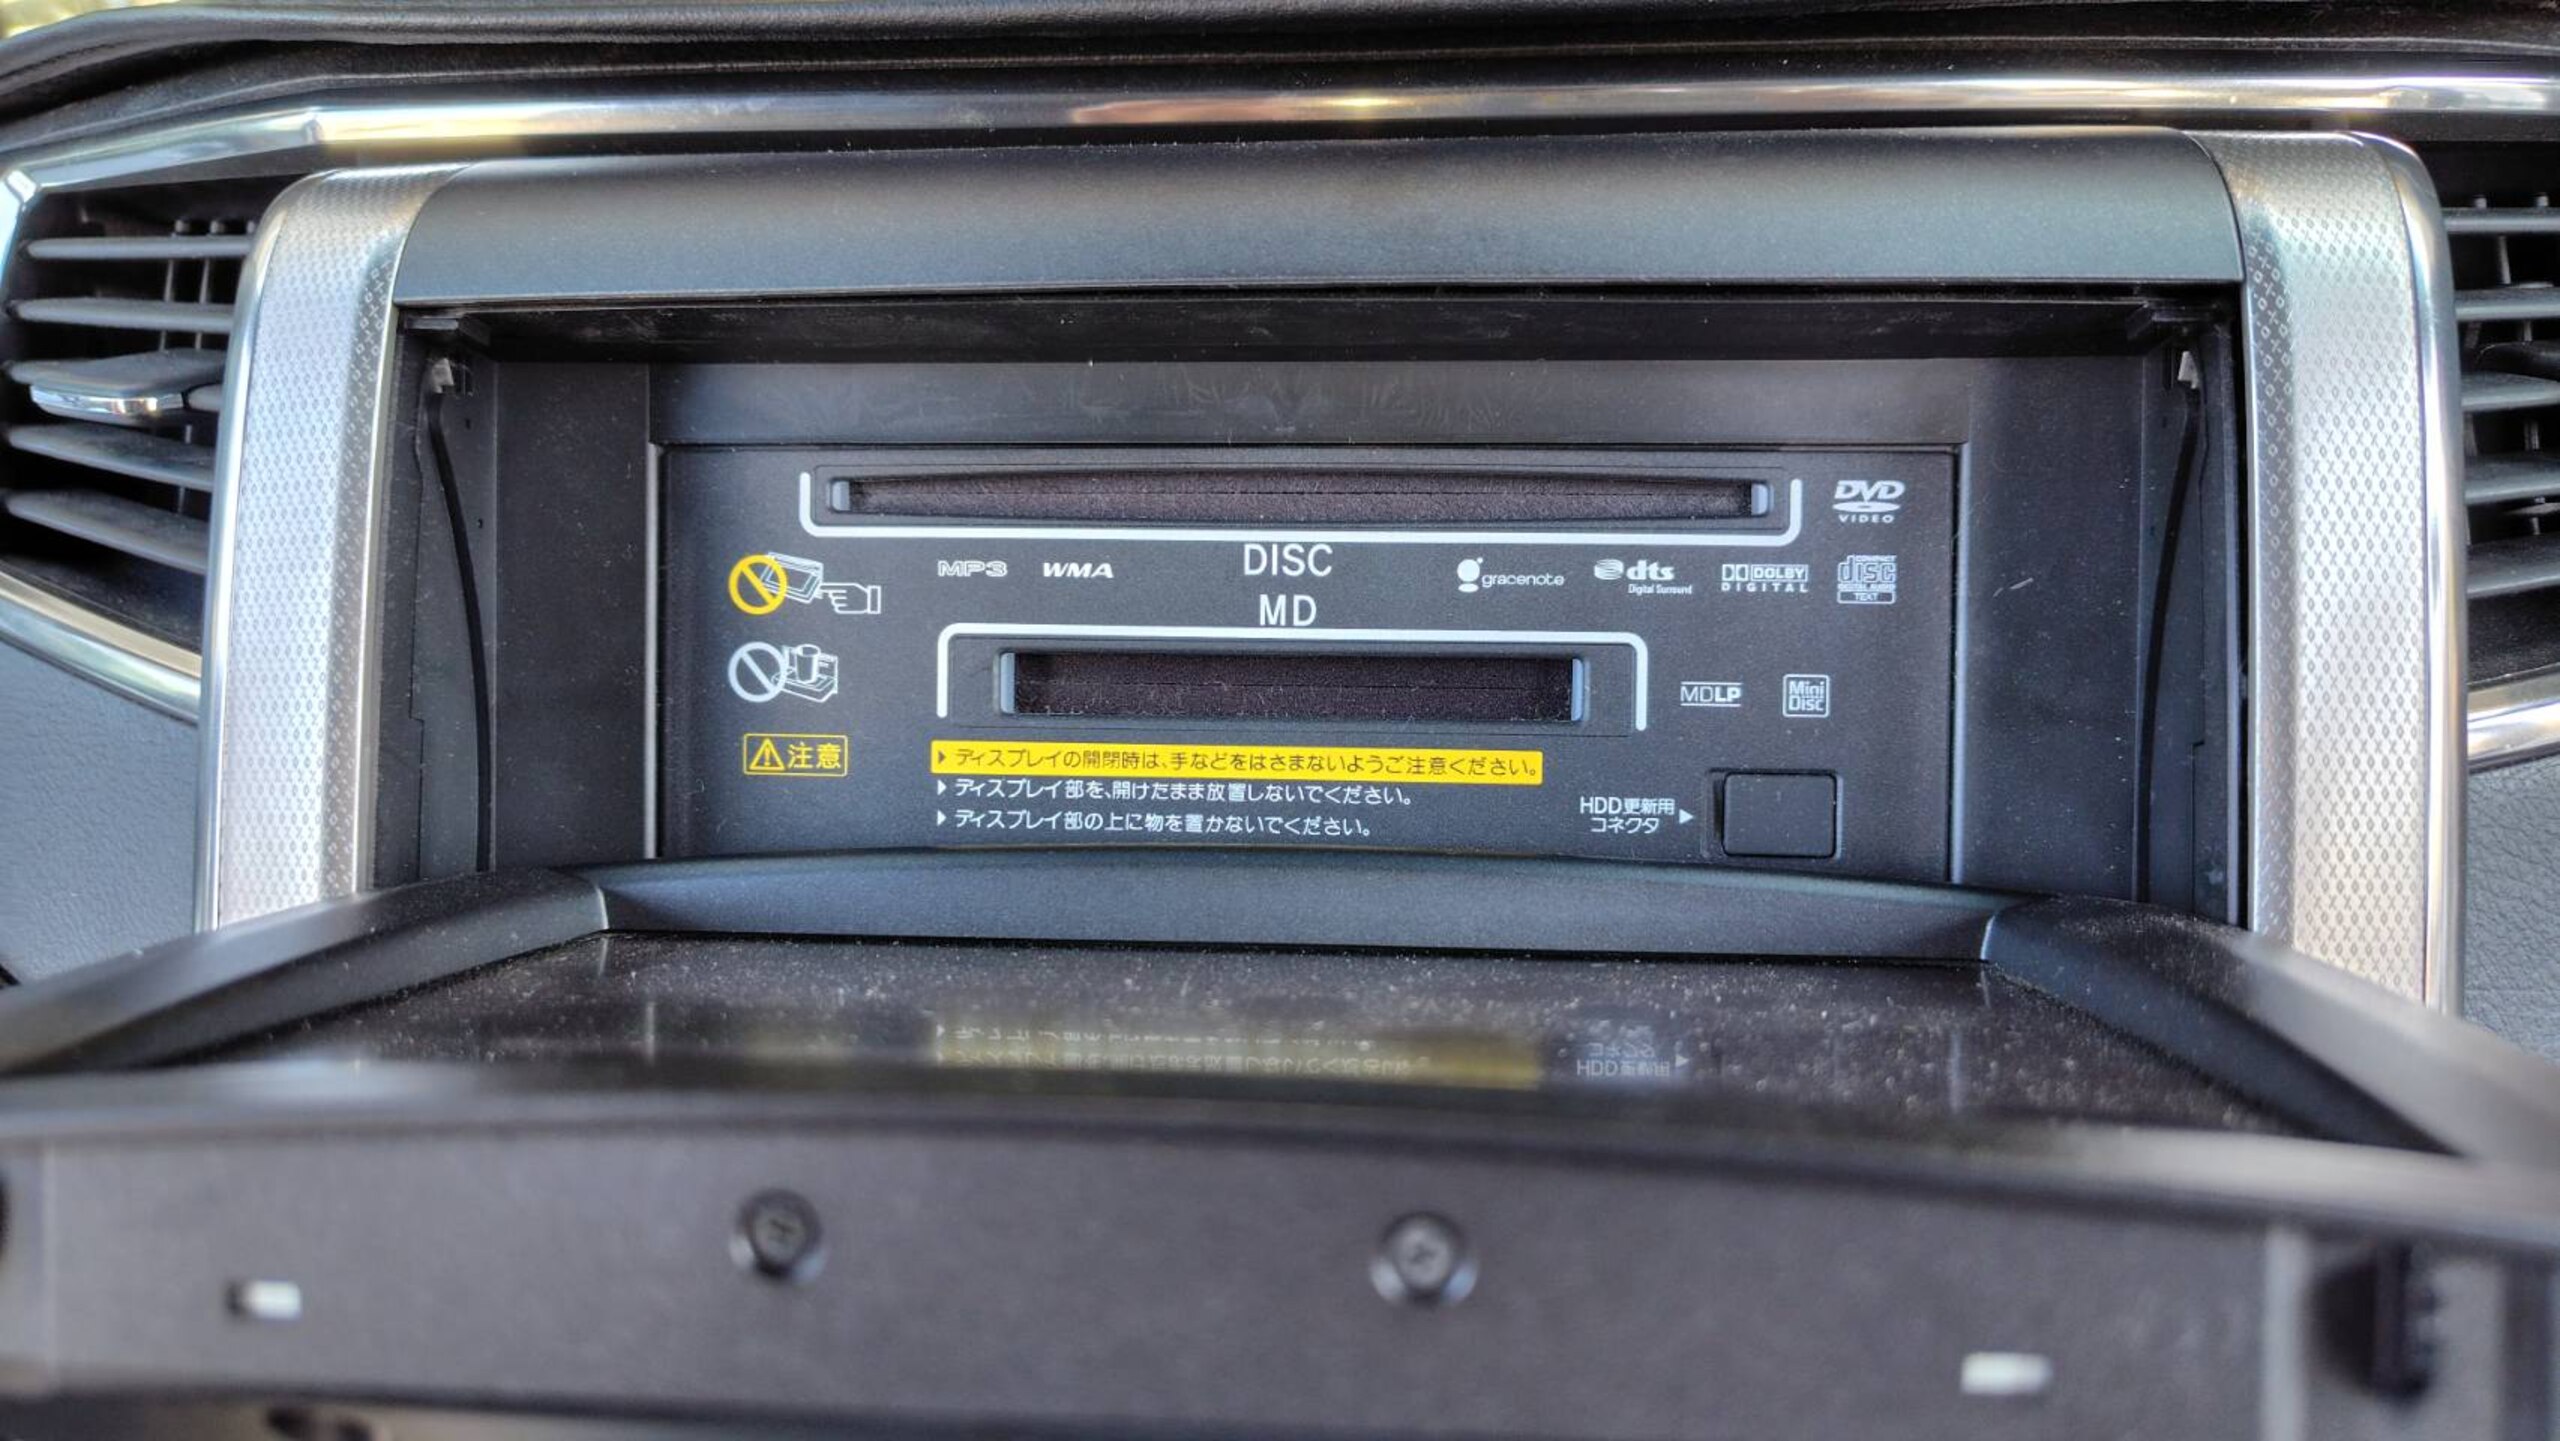 DVD
VIDEO
MP3 WMA DISC gracenote dts Digital Surround DOLBY DIGITAL COMPACT disc DIGITAL AUDIO TEXT
MD
MDLP Mini Disc
注意
ディスプレイの開閉時は、手などをはさまないようご注意ください。
ディスプレイ部を、開けたまま放置しないでください。
ディスプレイ部の上に物を置かないでください。
HDD更新用
コネクタ